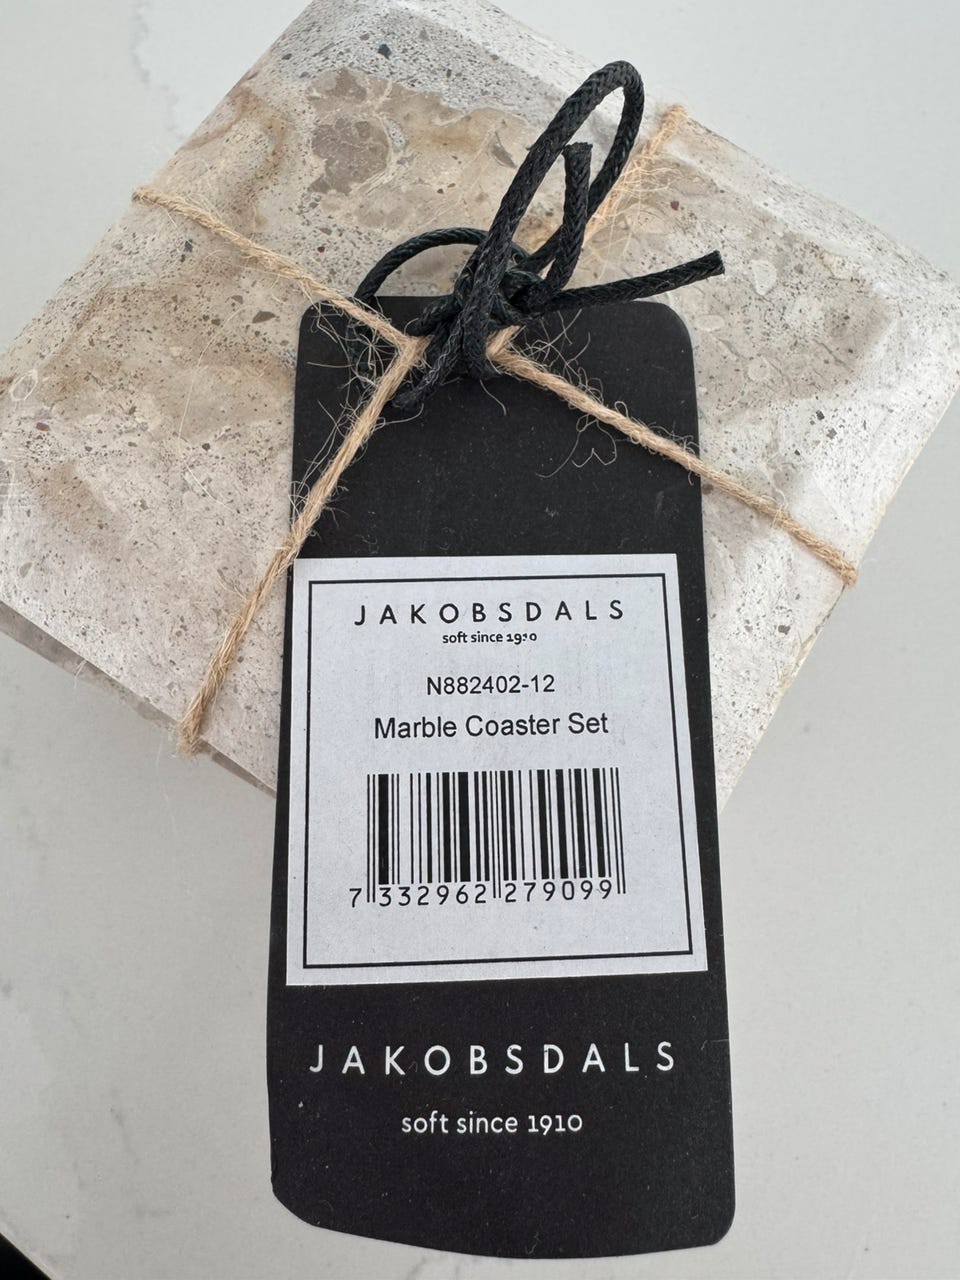 JAKOBSDALS
soft since 1910
N882402-12
Marble Coaster Set
7 332962 279099
JAKOBSDALS
soft since 1910